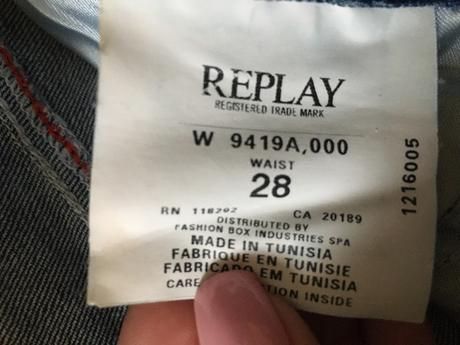 REPLAY
REGISTERED TRADE MARK
W 9419A,000
WAIST
28
RN 118292 CA 20189
DISTRIBUTED BY
FASHION BOX INDUSTRIES SPA
MADE IN TUNISIA
FABRIQUE EN TUNISIE
FABRICADO EM TUNISIA
CARE INSIDE
1216005